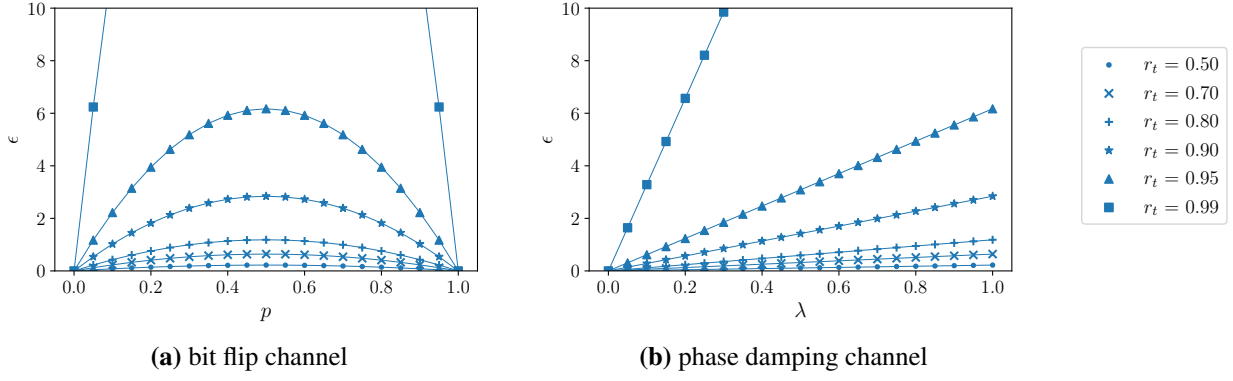 10
8
6
4
2
0
ϵ
0.0 0.2 0.4 0.6 0.8 1.0
p
(a) bit flip channel
10
8
6
4
2
0
ϵ
0.0 0.2 0.4 0.6 0.8 1.0
λ
(b) phase damping channel
r_t = 0.50
r_t = 0.70
r_t = 0.80
r_t = 0.90
r_t = 0.95
r_t = 0.99